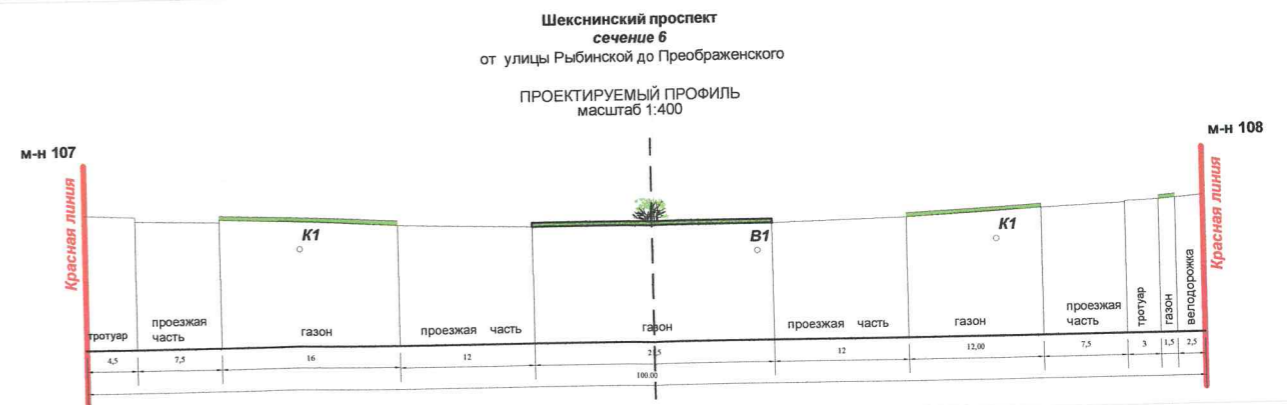 Шекснинский проспект
сечение 6
от улицы Рыбинской до Преображенского
ПРОЕКТИРУЕМЫЙ ПРОФИЛЬ
масштаб 1:400
м-н 107
м-н 108
Красная линия
Красная линия
К1
В1
К1
тротуар
проезжая
часть
газон
проезжая часть
газон
проезжая часть
газон
проезжая
часть
тротуар
газон
велодорожка
4,5
7,5
16
12
21,5
12
12,00
7,5
3
1,5
2,5
100.00